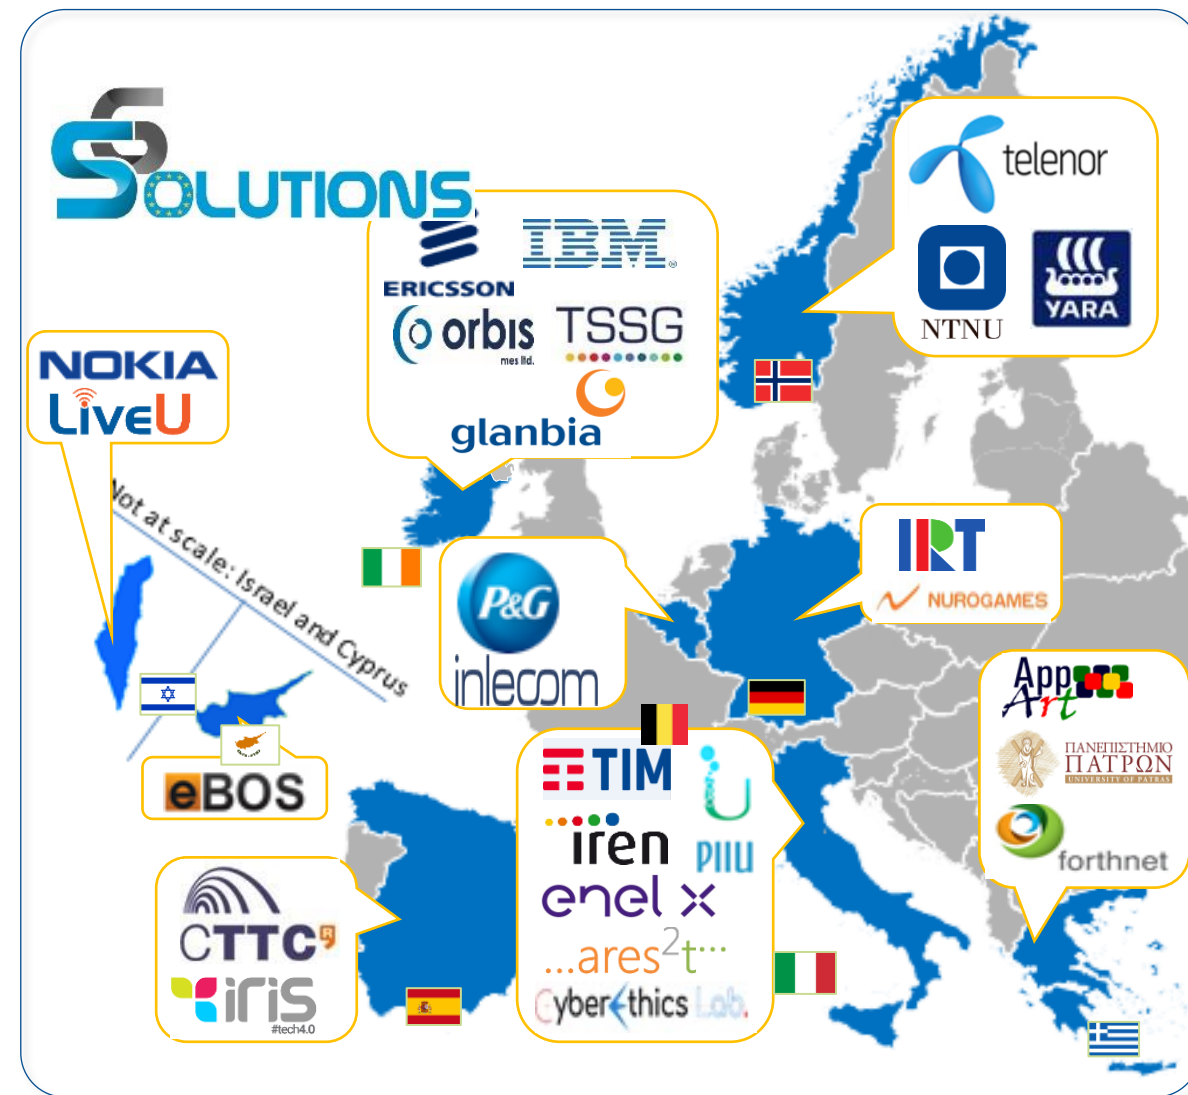 5G
SOLUTIONS
ERICSSON
IBM
orbis
mes ltd.
TSSG
glanbia
telenor
NTNU
YARA
NOKIA
LiveU
Not at scale: Israel and Cyprus
eBOS
P&G
inlecom
IRT
NUROGAMES
App
Art
ΠΑΝΕΠΙΣΤΗΜΙΟ
ΠΑΤΡΩΝ
UNIVERSITY OF PATRAS
forthnet
TIM
iren
PIIU
enel x
...ares2t...
CyberEthics Lab.
CTTC
iris
#tech4.0